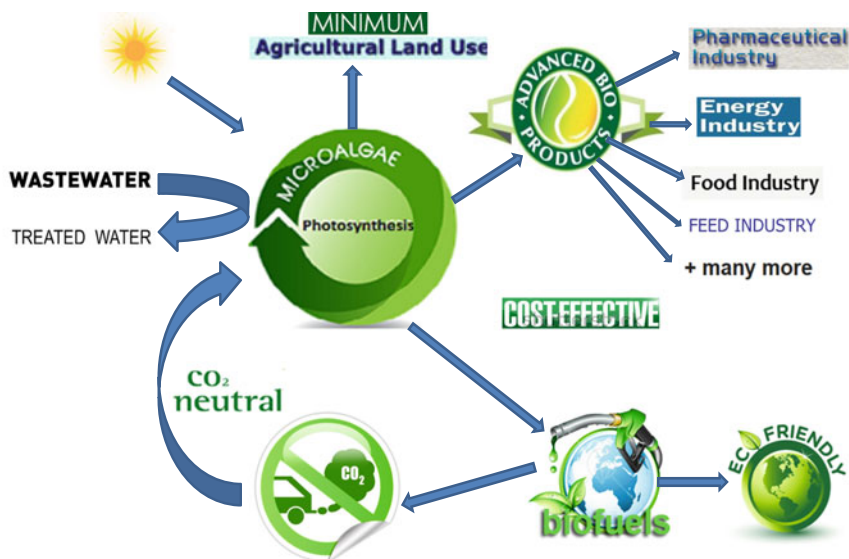 MINIMUM
Agricultural Land Use
Pharmaceutical
Industry
ADVANCED BIO
PRODUCTS
Energy
Industry
WASTEWATER
MICROALGAE
Photosynthesis
Food Industry
TREATED WATER
FEED INDUSTRY
+ many more
COST-EFFECTIVE
CO₂
neutral
CO₂
biofuels
ECO FRIENDLY